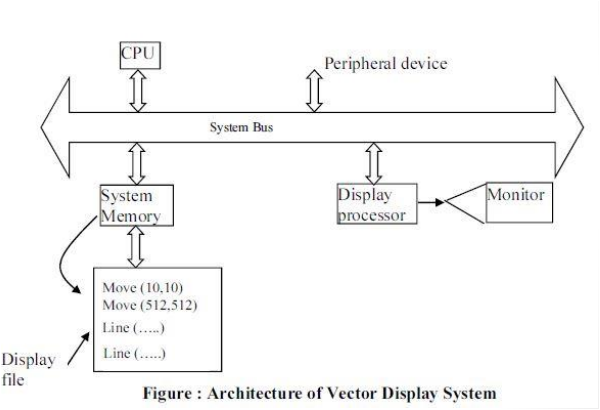 CPU
Peripheral device
System Bus
System
Memory
Display
processor
Monitor
Move (10,10)
Move (512,512)
Line (.....)
Line (.....)
Display
file
Figure : Architecture of Vector Display System